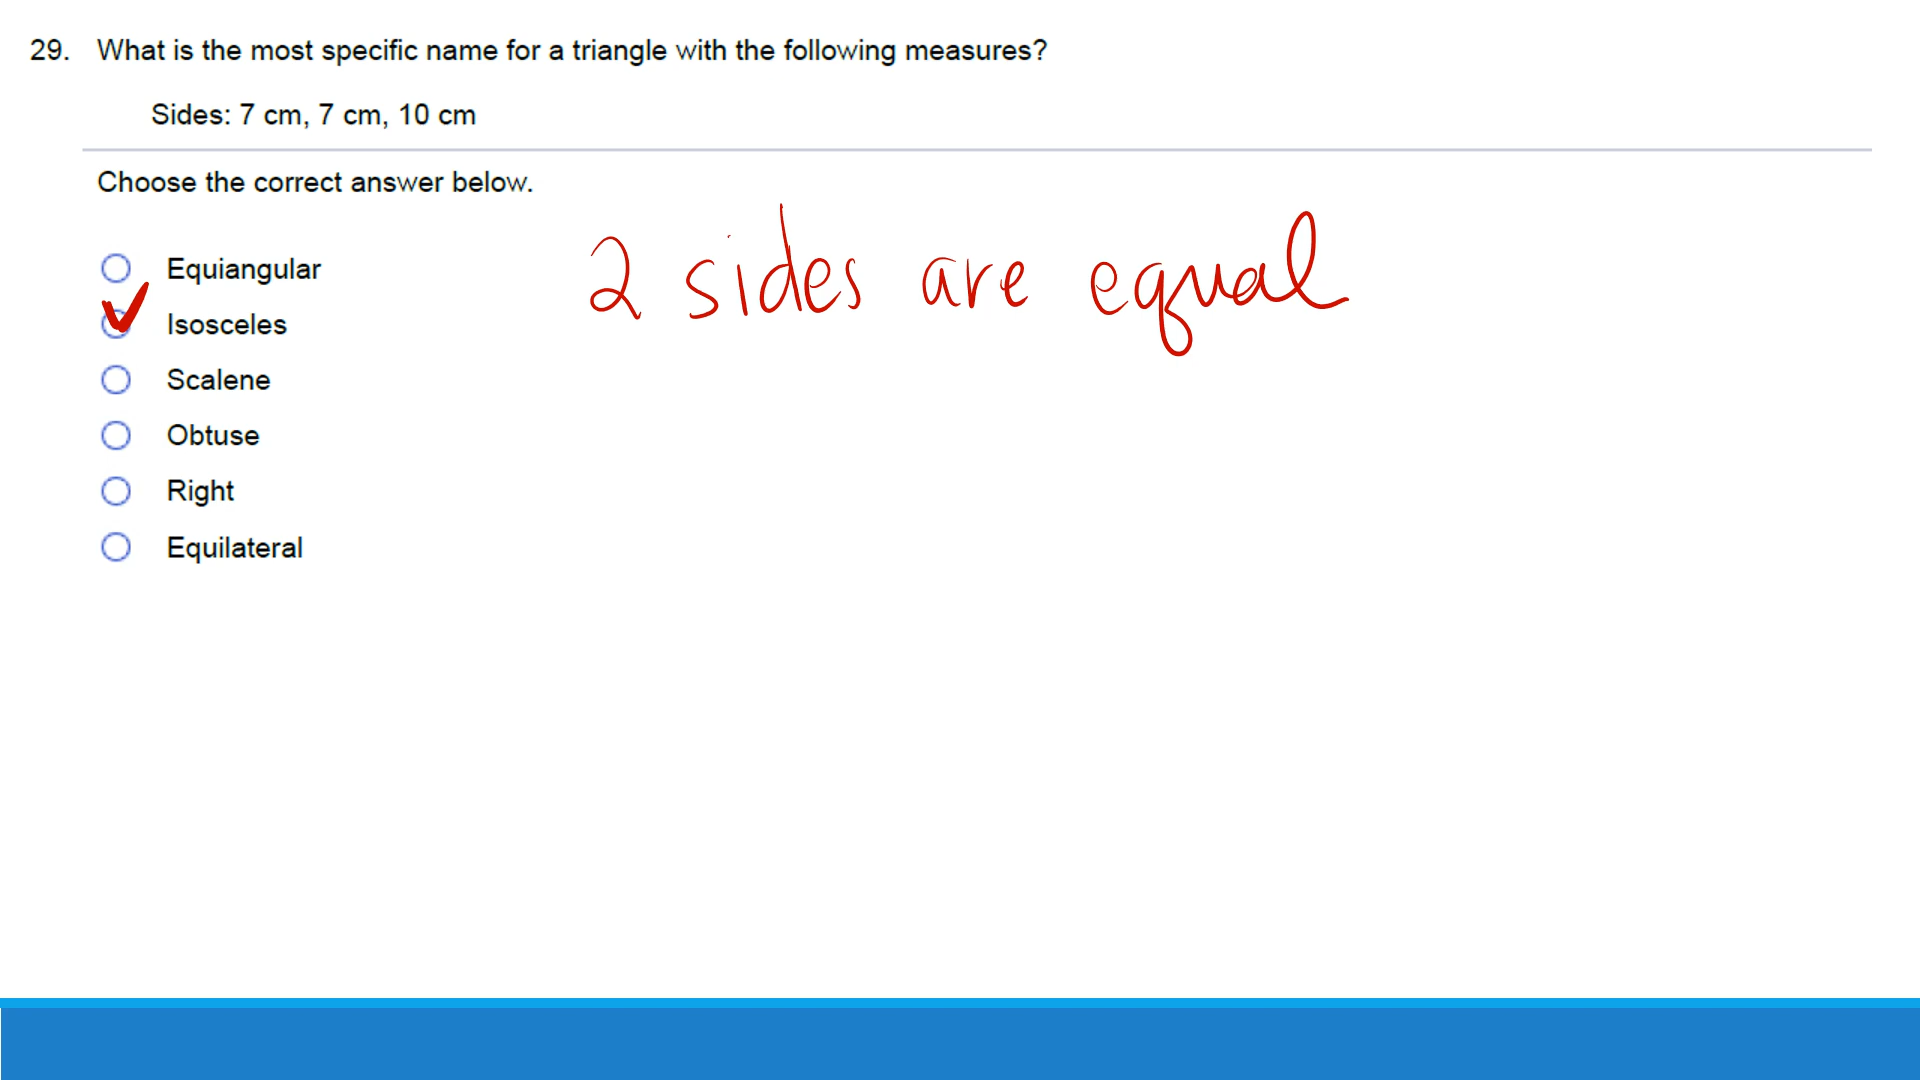 29. What is the most specific name for a triangle with the following measures?
Sides: 7 cm, 7 cm, 10 cm
Choose the correct answer below.
2 sides are equal
Equiangular
Isosceles
Scalene
Obtuse
Right
Equilateral